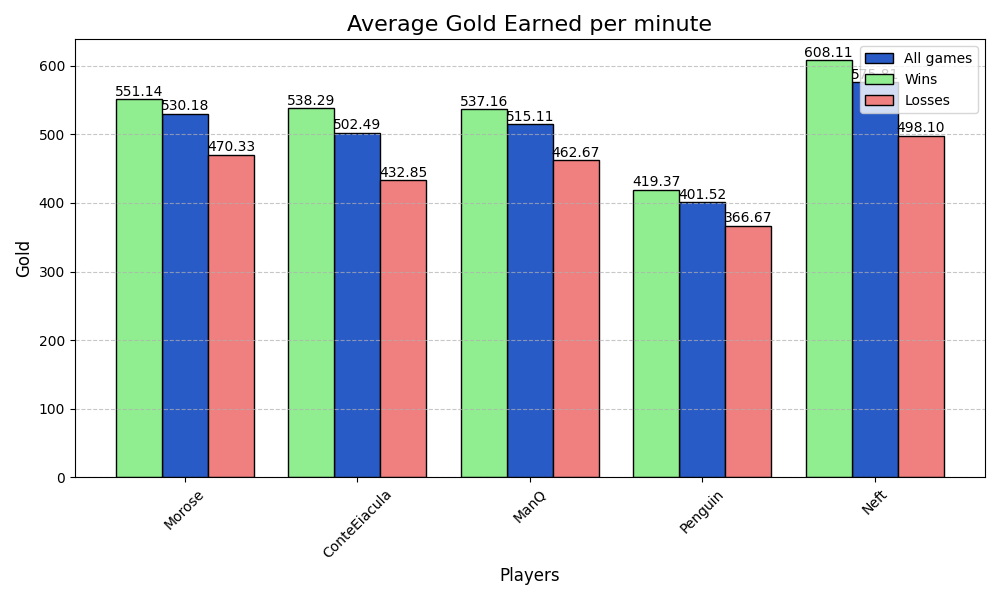 Average Gold Earned per minute
Gold
600
500
400
300
200
100
0
551.14
530.18
470.33
538.29
502.49
432.85
537.16
515.11
462.67
419.37
401.52
366.67
608.11
498.10
All games
Wins
Losses
Morose
ConteEiacula
ManQ
Penguin
Neft
Players